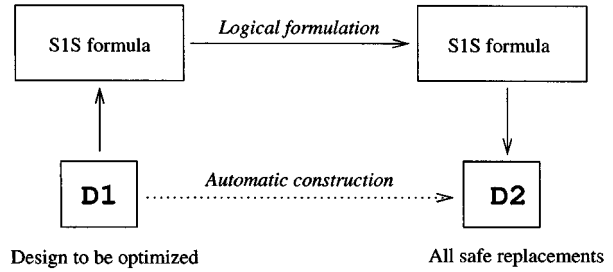 S1S formula
Logical formulation
S1S formula
D1
Automatic construction
D2
Design to be optimized
All safe replacements